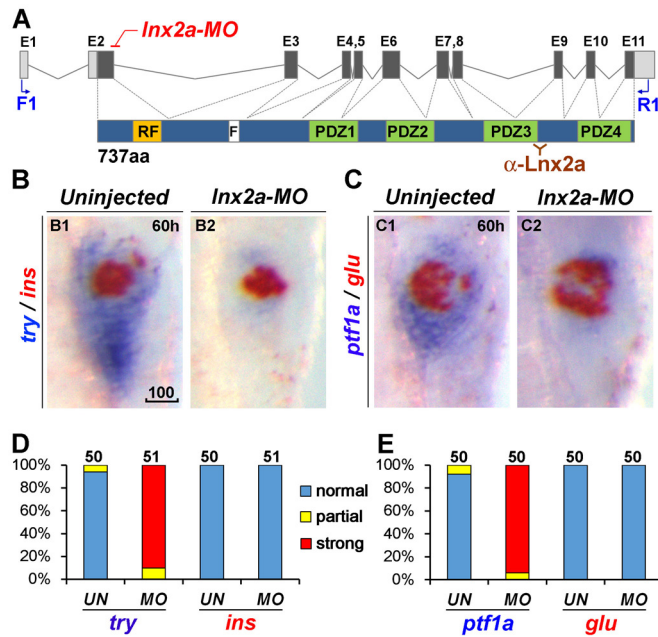 A
lnx2a-MO
E1 E2 E3 E4,5 E6 E7,8 E9 E10 E11
F1 R1
RF F PDZ1 PDZ2 PDZ3 PDZ4
737aa
α-Lnx2a
B C
Uninjected lnx2a-MO Uninjected lnx2a-MO
B1 60h B2 C1 60h C2
try / ins
ptf1a / glu
100
D E
50 51 50 51 50 50 50 50
100% 100%
80% 80%
60% 60%
40% 40%
20% 20%
0% 0%
normal
partial
strong
UN MO UN MO UN MO UN MO
try ins ptf1a glu